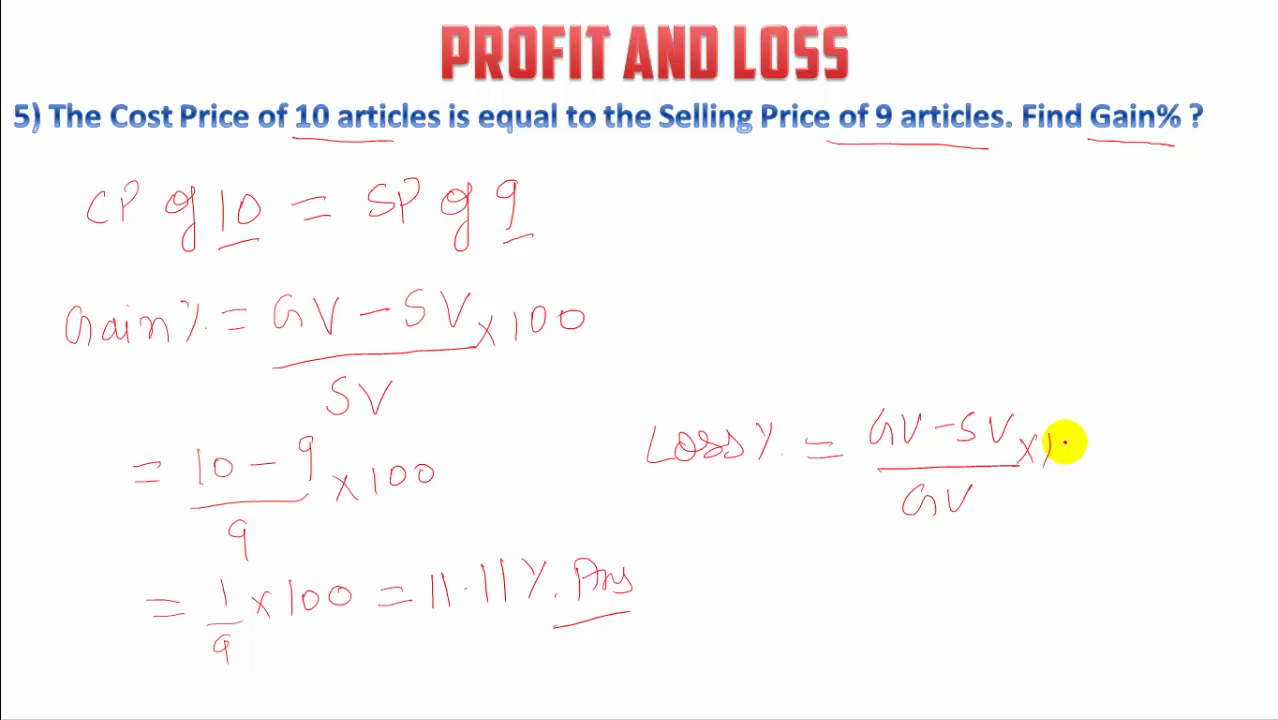 PROFIT AND LOSS
5) The Cost Price of 10 articles is equal to the Selling Price of 9 articles. Find Gain% ?
CP of 10 = SP of 9
Gain% = GV - SV × 100
SV
= 10 - 9 × 100
9
= 1 × 100 = 11.11%. Ans
9
Loss% = GV - SV × 1
GV